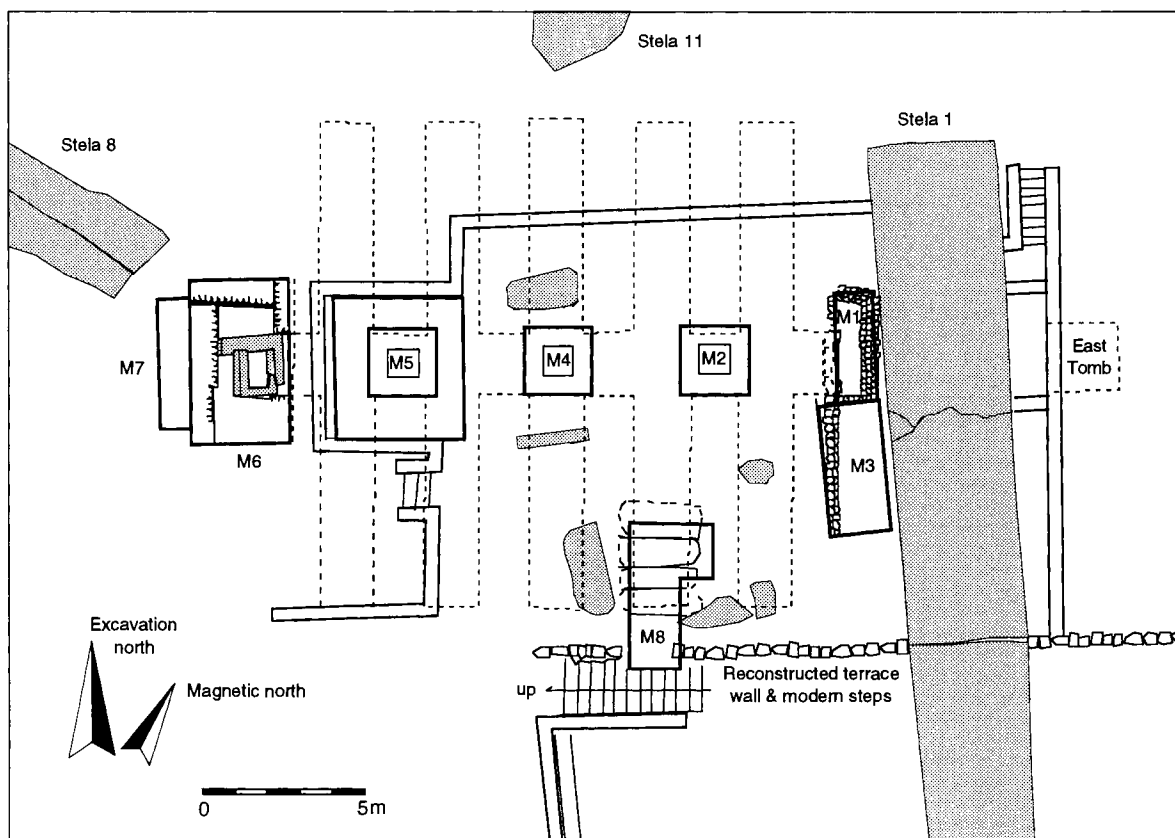 Stela 11
Stela 1
Stela 8
M1
M7
M5
M4
M2
East
Tomb
M6
M3
M8
Excavation
north
Magnetic north
up
Reconstructed terrace
wall & modern steps
0 5m